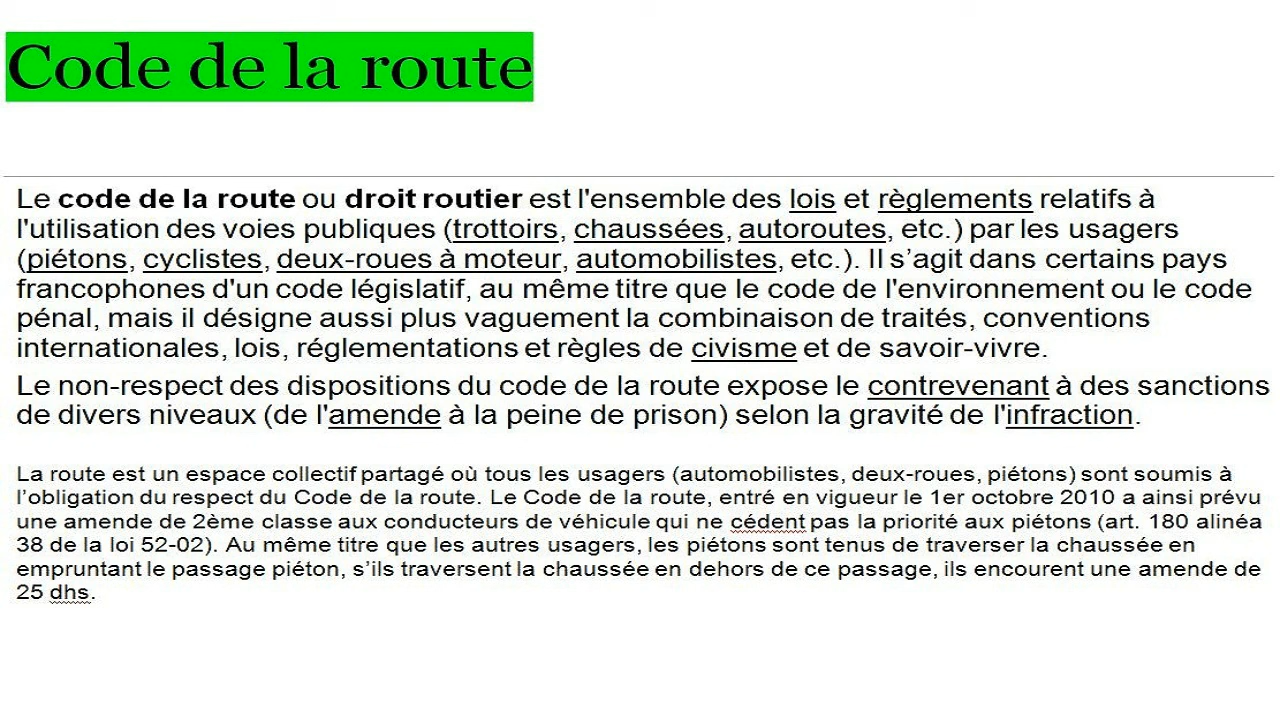 Code de la route
Le code de la route ou droit routier est l'ensemble des lois et règlements relatifs à
l'utilisation des voies publiques (trottoirs, chaussées, autoroutes, etc.) par les usagers
(piétons, cyclistes, deux-roues à moteur, automobilistes, etc.). Il s’agit dans certains pays
francophones d'un code législatif, au même titre que le code de l'environnement ou le code
pénal, mais il désigne aussi plus vaguement la combinaison de traités, conventions
internationales, lois, réglementations et règles de civisme et de savoir-vivre.
Le non-respect des dispositions du code de la route expose le contrevenant à des sanctions
de divers niveaux (de l'amende à la peine de prison) selon la gravité de l'infraction.
La route est un espace collectif partagé où tous les usagers (automobilistes, deux-roues, piétons) sont soumis à
l’obligation du respect du Code de la route. Le Code de la route, entré en vigueur le 1er octobre 2010 a ainsi prévu
une amende de 2ème classe aux conducteurs de véhicule qui ne cédent pas la priorité aux piétons (art. 180 alinéa
38 de la loi 52-02). Au même titre que les autres usagers, les piétons sont tenus de traverser la chaussée en
empruntant le passage piéton, s’ils traversent la chaussée en dehors de ce passage, ils encourent une amende de
25 dhs.